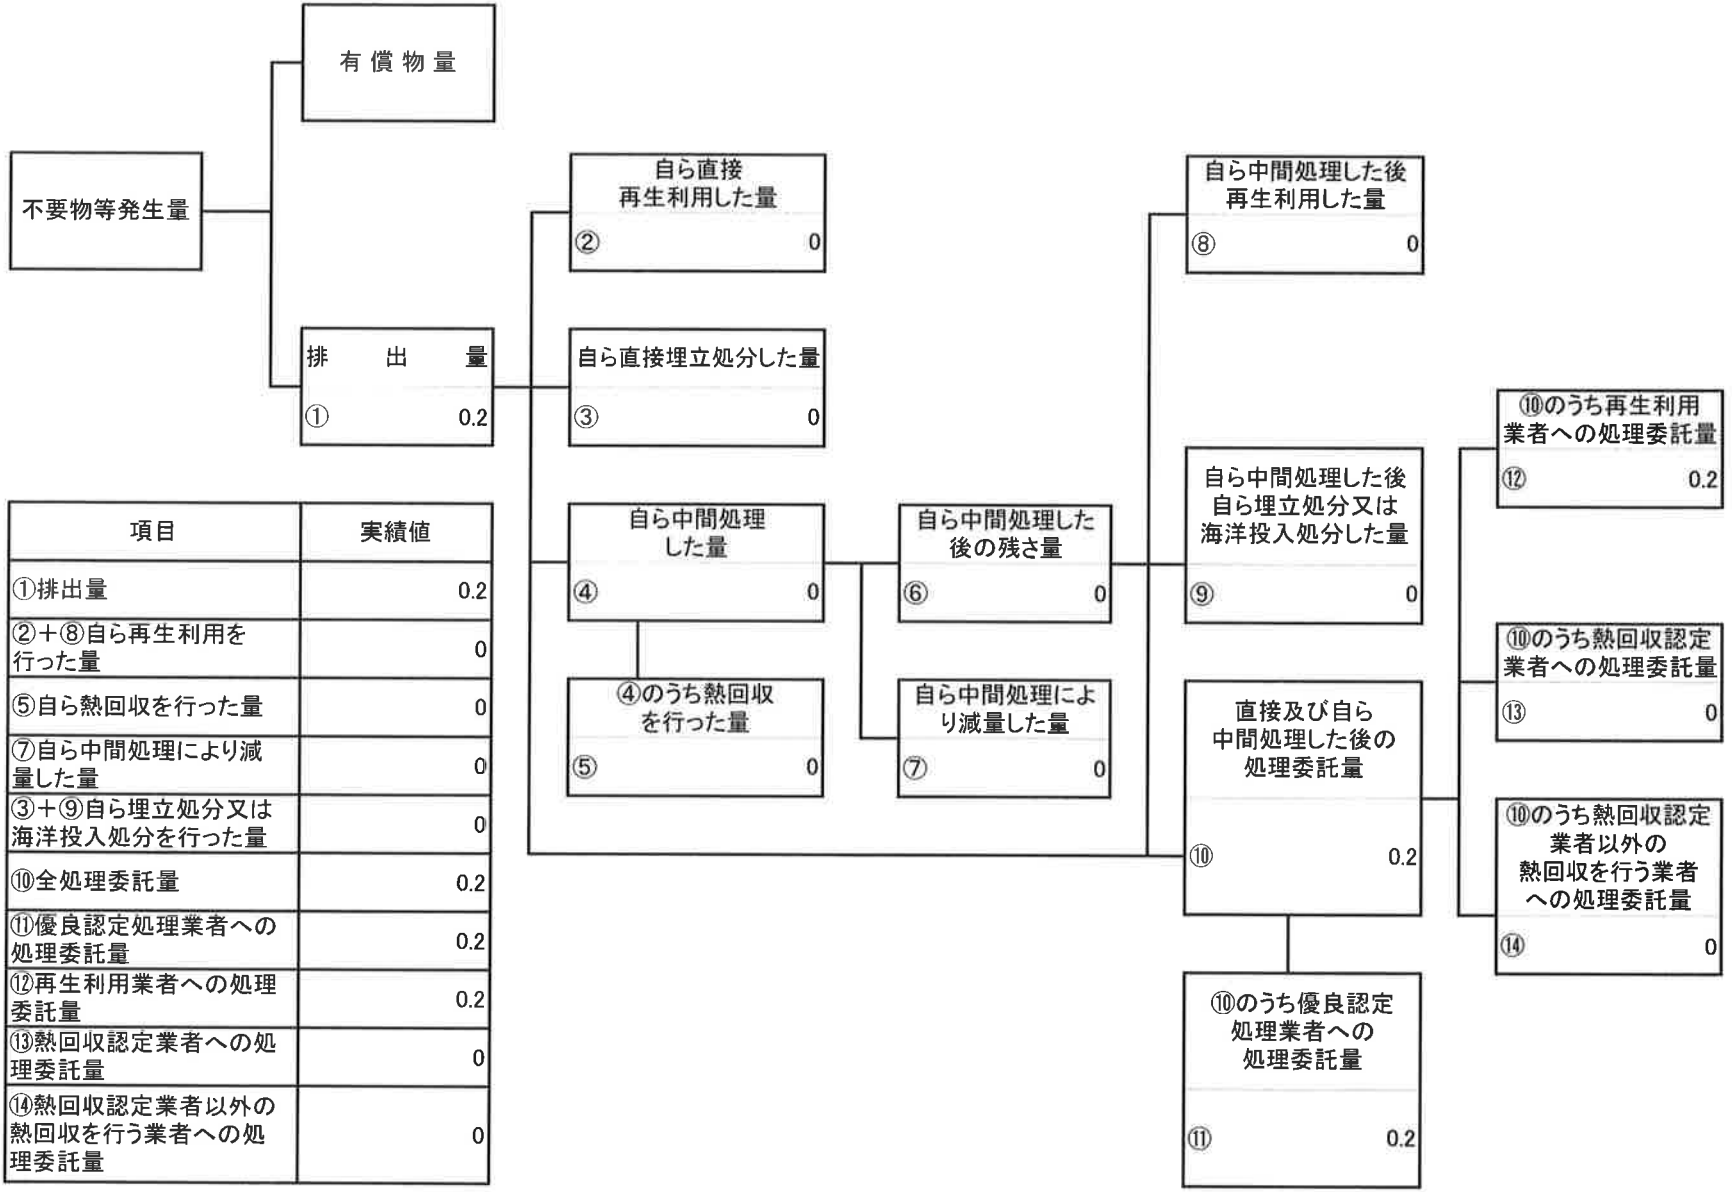 有償物量
不要物等発生量
排出量
① 0.2
自ら直接
再生利用した量
② 0
自ら直接埋立処分した量
③ 0
自ら中間処理
した量
④ 0
④のうち熱回収
を行った量
⑤ 0
自ら中間処理した
後の残さ量
⑥ 0
自ら中間処理によ
り減量した量
⑦ 0
自ら中間処理した後
再生利用した量
⑧ 0
自ら中間処理した後
自ら埋立処分又は
海洋投入処分した量
⑨ 0
直接及び自ら
中間処理した後の
処理委託量
⑩ 0.2
⑩のうち優良認定
処理業者への
処理委託量
⑪ 0.2
⑩のうち再生利用
業者への処理委託量
⑫ 0.2
⑩のうち熱回収認定
業者への処理委託量
⑬ 0
⑩のうち熱回収認定
業者以外の
熱回収を行う業者
への処理委託量
⑭ 0
項目 実績値
①排出量 0.2
②＋⑧自ら再生利用を
行った量 0
⑤自ら熱回収を行った量 0
⑦自ら中間処理により減
量した量 0
③＋⑨自ら埋立処分又は
海洋投入処分を行った量 0
⑩全処理委託量 0.2
⑪優良認定処理業者への
処理委託量 0.2
⑫再生利用業者への処理
委託量 0.2
⑬熱回収認定業者への処
理委託量 0
⑭熱回収認定業者以外の
熱回収を行う業者への処
理委託量 0